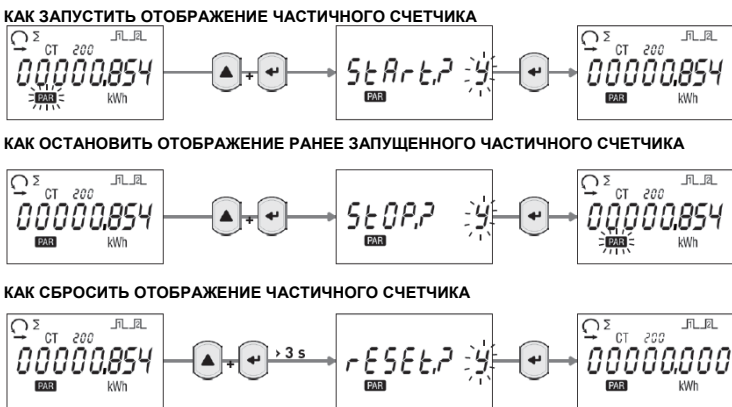 КАК ЗАПУСТИТЬ ОТОБРАЖЕНИЕ ЧАСТИЧНОГО СЧЕТЧИКА
Σ
CT 200
00000.854
PAR kWh
+
StArt.? y
PAR
Σ
CT 200
00000.854
PAR kWh
КАК ОСТАНОВИТЬ ОТОБРАЖЕНИЕ РАНЕЕ ЗАПУЩЕННОГО ЧАСТИЧНОГО СЧЕТЧИКА
Σ
CT 200
00000.854
PAR kWh
+
StOP.? y
PAR
Σ
CT 200
00000.854
PAR kWh
КАК СБРОСИТЬ ОТОБРАЖЕНИЕ ЧАСТИЧНОГО СЧЕТЧИКА
Σ
CT 200
00000.854
PAR kWh
+ > 3 s
rESEt.? y
PAR
Σ
CT 200
00000.000
PAR kWh